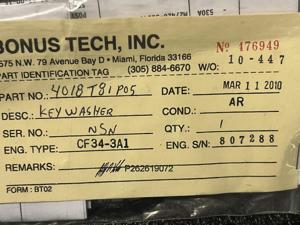 BONUS TECH, INC. Nº 476949
5675 N.W. 79 Avenue Bay D • Miami, Florida 33166
PART IDENTIFICATION TAG (305) 884-6670 W/O: 10-447
PART NO.: 4018T81P05 DATE: MAR 11 2010
DESC.: KEY WASHER COND.: AR
SER. NO.: NSN QTY.: 1
ENG. TYPE: CF34-3A1 ENG. S/N: 807288
REMARKS: P262619072
FORM: BT02